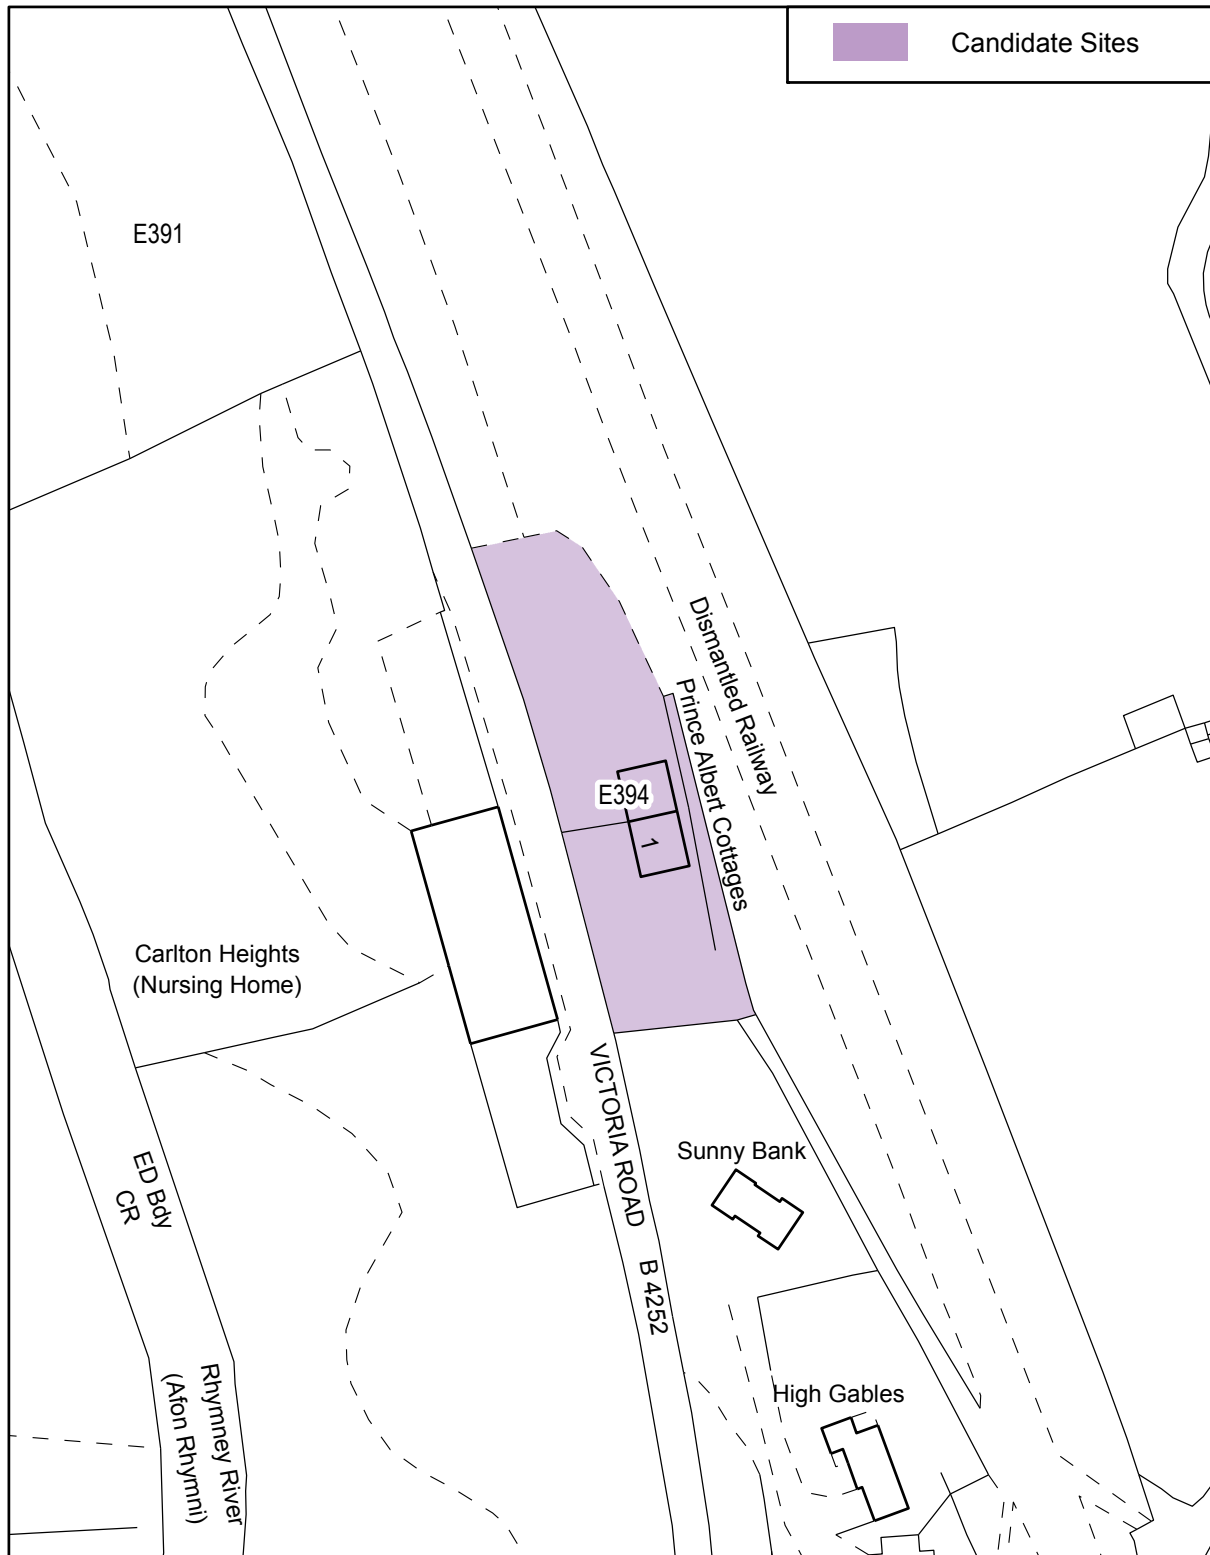 Candidate Sites
E391
Dismantled Railway
Prince Albert Cottages
E394
1
Carlton Heights
(Nursing Home)
VICTORIA ROAD B 4252
Sunny Bank
ED Bdy
CR
High Gables
Rhymney River
(Afon Rhymni)